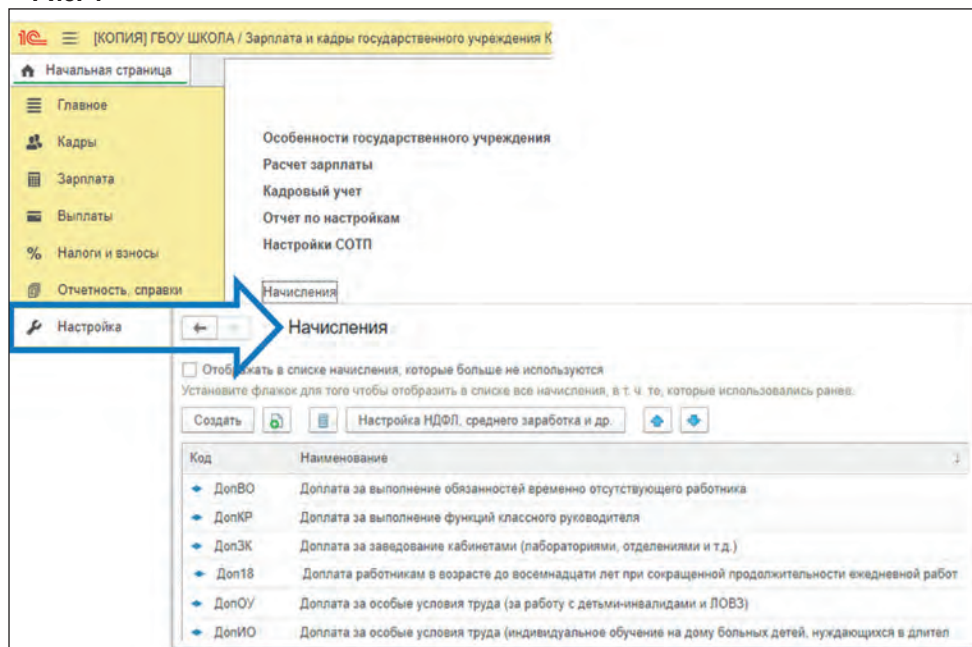 1С [КОПИЯ] ГБОУ ШКОЛА / Зарплата и кадры государственного учреждения К
Начальная страница
Главное
Кадры
Зарплата
Выплаты
% Налоги и взносы
Отчетность, справки
Настройка
Особенности государственного учреждения
Расчет зарплаты
Кадровый учет
Отчет по настройкам
Настройки СОТП
Начисления
Начисления
Отображать в списке начисления, которые больше не используются
Установите флажок для того чтобы отобразить в списке все начисления, в т. ч. те, которые использовались ранее.
Создать Настройка НДФЛ, среднего заработка и др.
Код Наименование ↓
ДопВО Доплата за выполнение обязанностей временно отсутствующего работника
ДопКР Доплата за выполнение функций классного руководителя
ДопЗК Доплата за заведование кабинетами (лабораториями, отделениями и т.д.)
Доп18 Доплата работникам в возрасте до восемнадцати лет при сокращенной продолжительности ежедневной работ
ДопОУ Доплата за особые условия труда (за работу с детьми-инвалидами и ЛОВЗ)
ДопИО Доплата за особые условия труда (индивидуальное обучение на дому больных детей, нуждающихся в длител